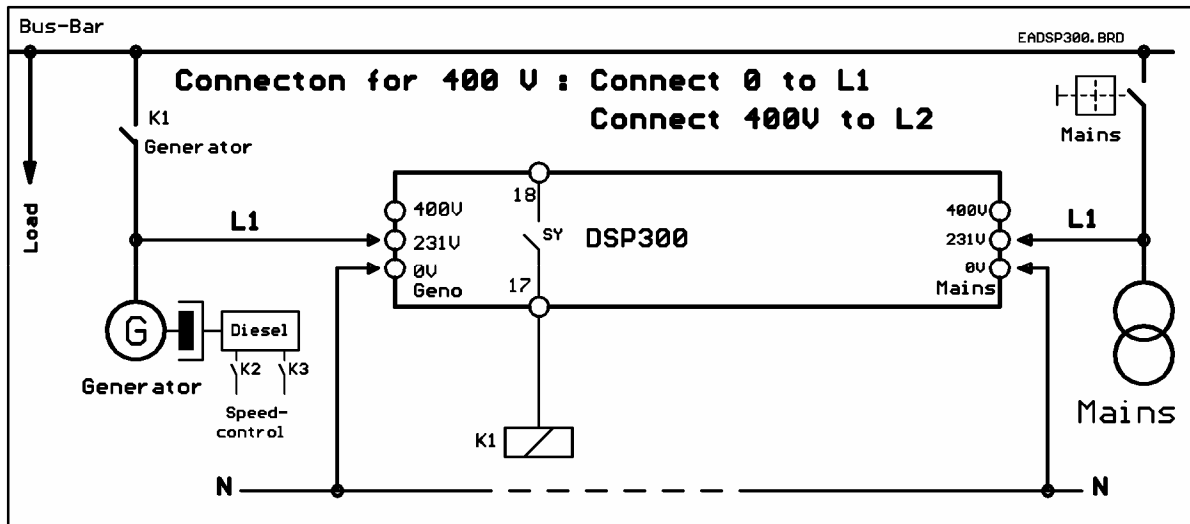 Bus-Bar
EADSP300.BRD
Connecton for 400 V : Connect 0 to L1
Connect 400V to L2
K1
Generator
Mains
Load
L1
400V
231V
0V
Geno
18
SY
17
DSP300
400V
231V
0V
Mains
L1
G
Diesel
K2
K3
Generator
Speed-
control
Mains
K1
N
N